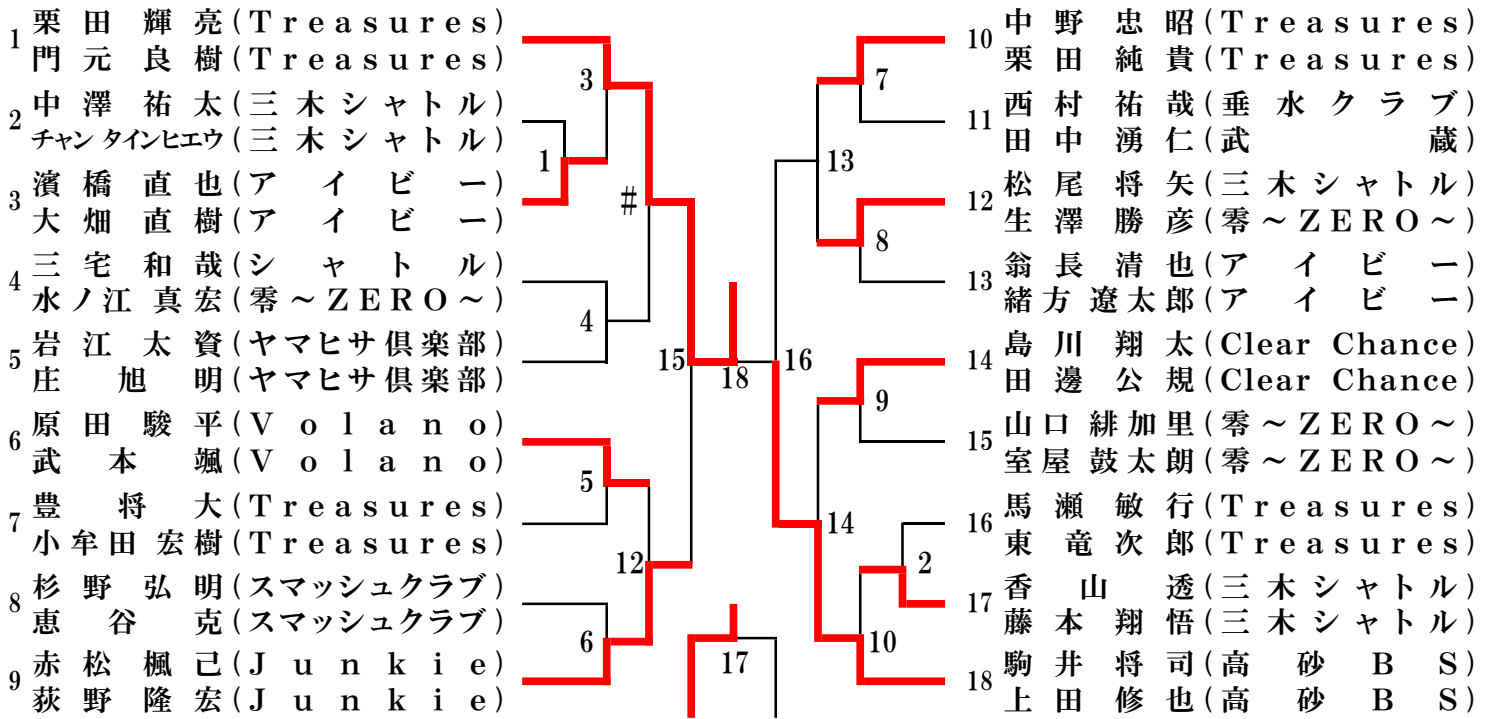 1 栗田輝亮(Treasures)
門元良樹(Treasures)
2 中澤祐太(三木シャトル)
チャン タインヒエウ(三木シャトル)
3 濱橋直也(アイビー)
大畑直樹(アイビー)
4 三宅和哉(シャトル)
水ノ江真宏(零～ZERO～)
5 岩江太資(ヤマヒサ倶楽部)
庄旭明(ヤマヒサ倶楽部)
6 原田駿平(Volano)
武本颯(Volano)
7 豊将大(Treasures)
小牟田宏樹(Treasures)
8 杉野弘明(スマッシュクラブ)
恵谷克(スマッシュクラブ)
9 赤松楓己(Junkie)
荻野隆宏(Junkie)
3
1
#
4
15
5
12
6
18
17
16
7
13
8
9
14
2
10
10 中野忠昭(Treasures)
栗田純貴(Treasures)
11 西村祐哉(垂水クラブ)
田中湧仁(武蔵)
12 松尾将矢(三木シャトル)
生澤勝彦(零～ZERO～)
13 翁長清也(アイビー)
緒方遼太郎(アイビー)
14 島川翔太(Clear Chance)
田邊公規(Clear Chance)
15 山口緋加里(零～ZERO～)
室屋鼓太朗(零～ZERO～)
16 馬瀬敏行(Treasures)
東竜次郎(Treasures)
17 香山透(三木シャトル)
藤本翔悟(三木シャトル)
18 駒井将司(高砂BS)
上田修也(高砂BS)